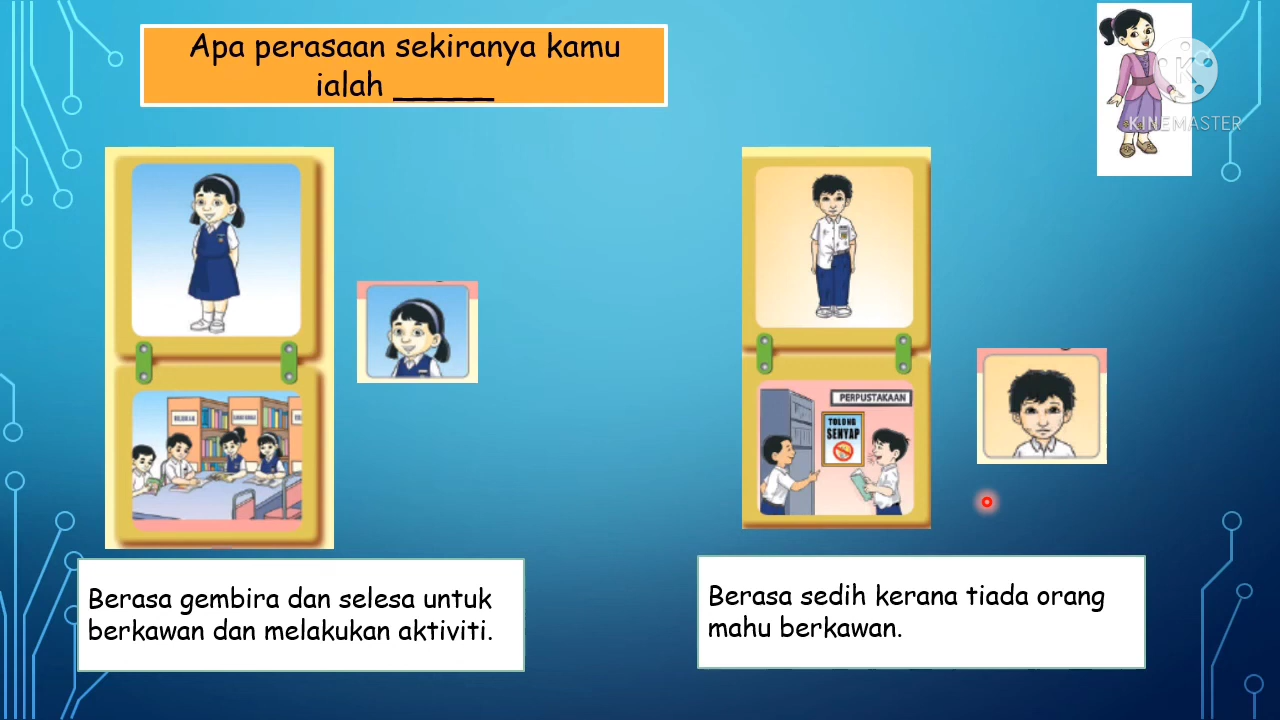 Apa perasaan sekiranya kamu
ialah ______
KINEMASTER
PERPUSTAKAAN
TOLONG
SENYAP
Berasa gembira dan selesa untuk
berkawan dan melakukan aktiviti.
Berasa sedih kerana tiada orang
mahu berkawan.